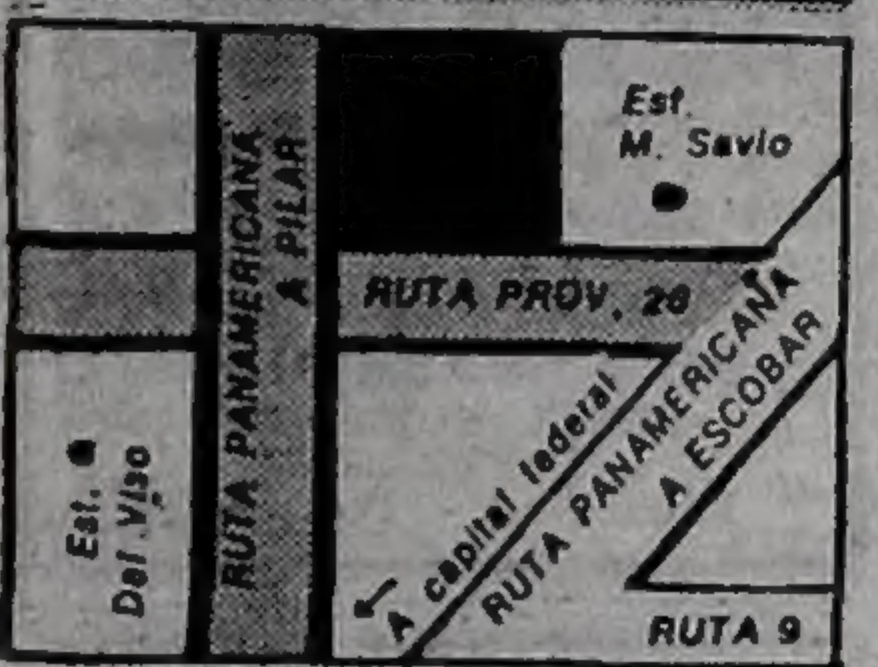 Est.
M. Savio
RUTA PANAMERICANA
A PILAR
RUTA PROV. 26
Est.
Del Viso
A capital federal
RUTA PANAMERICANA
A ESCOBAR
RUTA 9